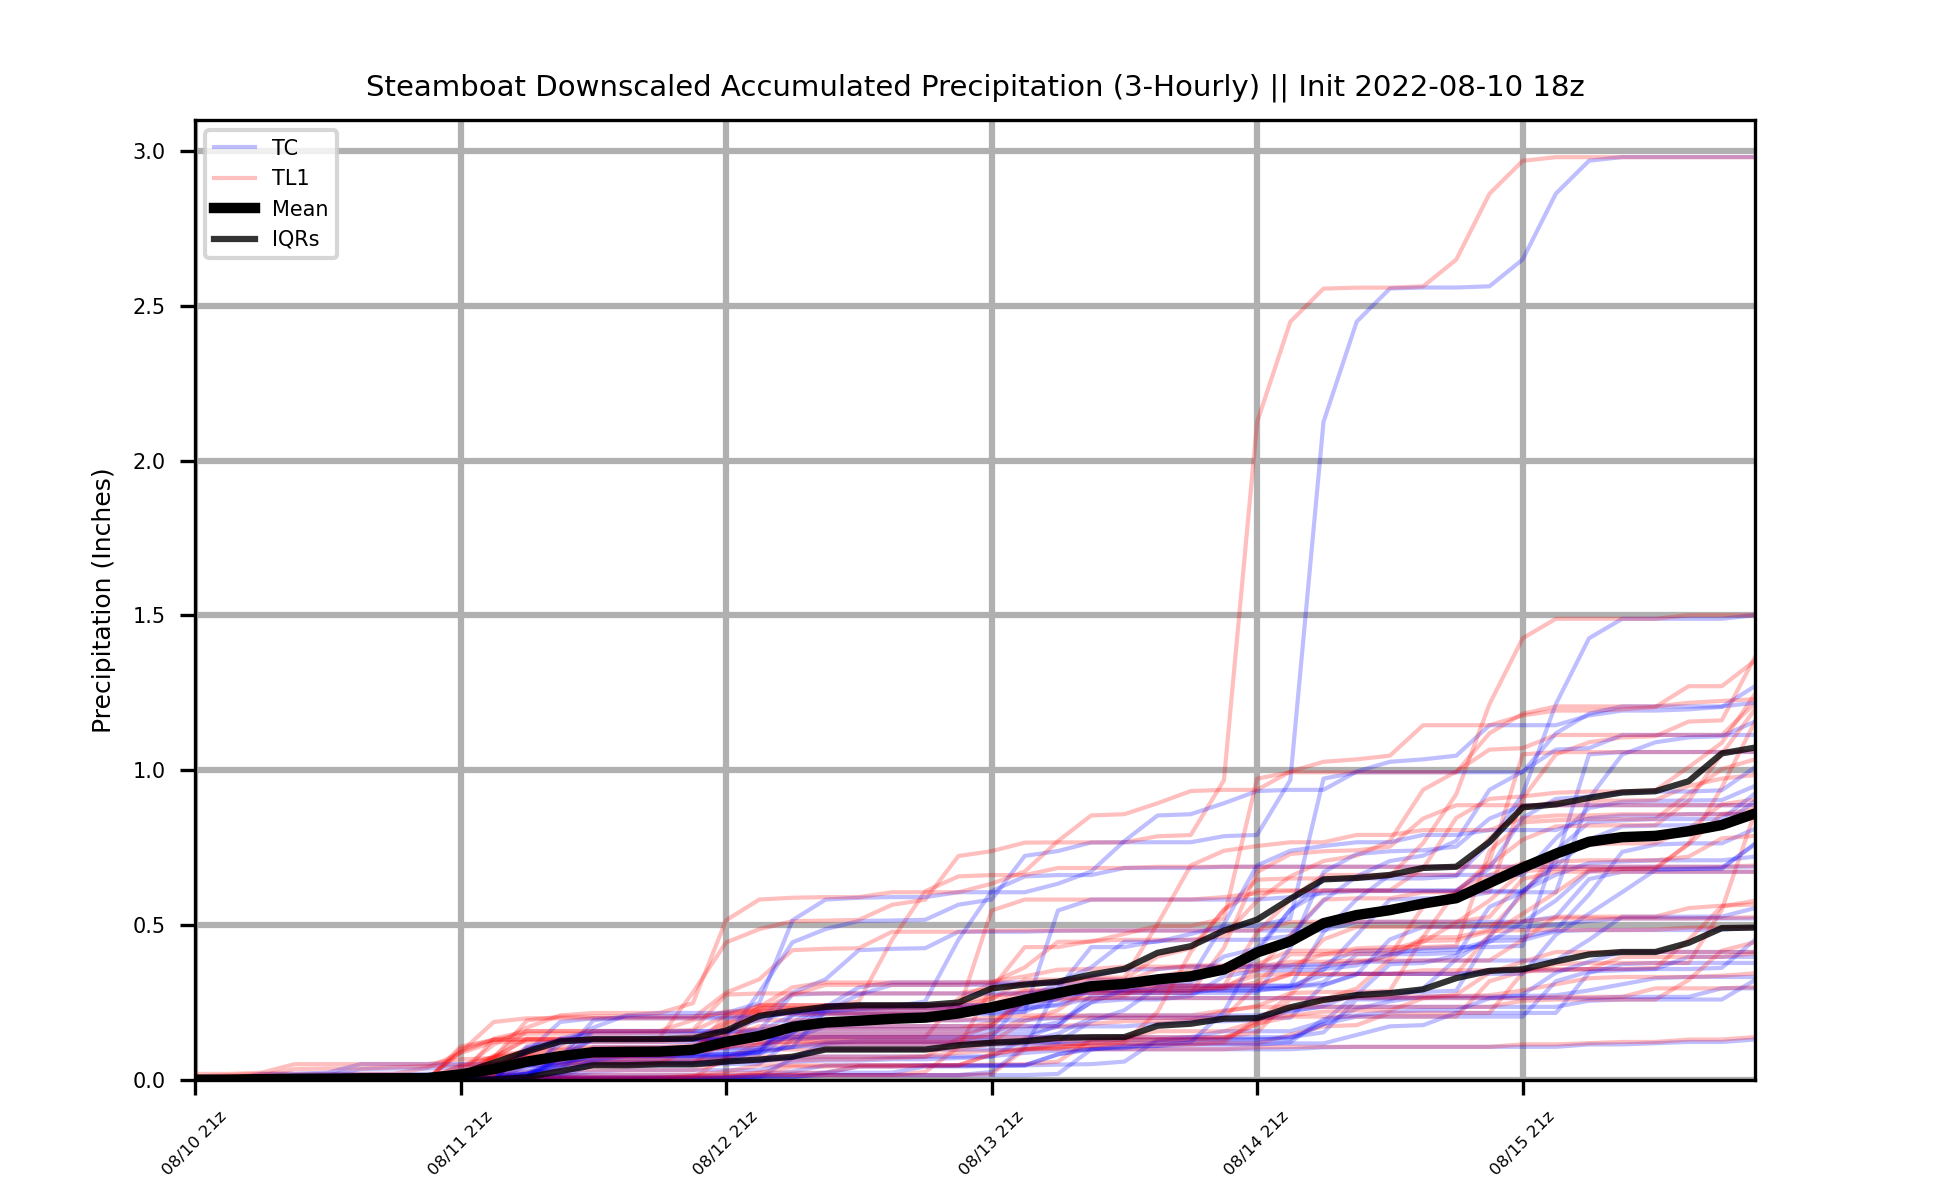 Steamboat Downscaled Accumulated Precipitation (3-Hourly) || Init 2022-08-10 18z
TC
TL1
Mean
IQRs
Precipitation (Inches)
3.0
2.5
2.0
1.5
1.0
0.5
0.0
08/10 21z
08/11 21z
08/12 21z
08/13 21z
08/14 21z
08/15 21z